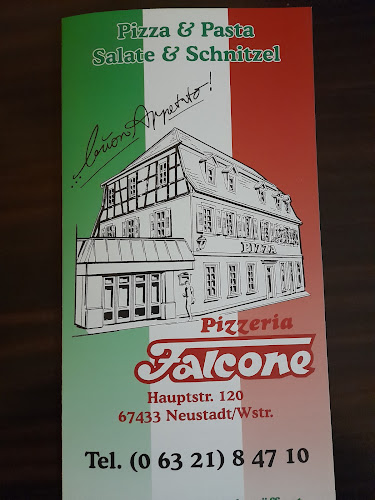 Pizza & Pasta
Salate & Schnitzel
Buon Appetito!
PIZZA
Pizzeria
Falcone
Hauptstr. 120
67433 Neustadt/Wstr.
Tel. (0 63 21) 8 47 10